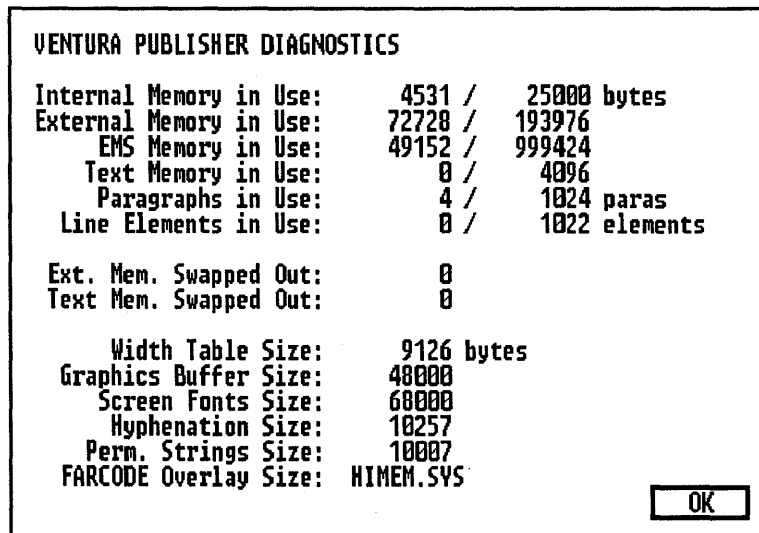 VENTURA PUBLISHER DIAGNOSTICS
Internal Memory in Use: 4531 / 25000 bytes
External Memory in Use: 72728 / 193976
EMS Memory in Use: 49152 / 999424
Text Memory in Use: 0 / 4096
Paragraphs in Use: 4 / 1024 paras
Line Elements in Use: 0 / 1022 elements
Ext. Mem. Swapped Out: 0
Text Mem. Swapped Out: 0
Width Table Size: 9126 bytes
Graphics Buffer Size: 48000
Screen Fonts Size: 68000
Hyphenation Size: 10257
Perm. Strings Size: 10007
FARCODE Overlay Size: HIMEM.SYS
OK